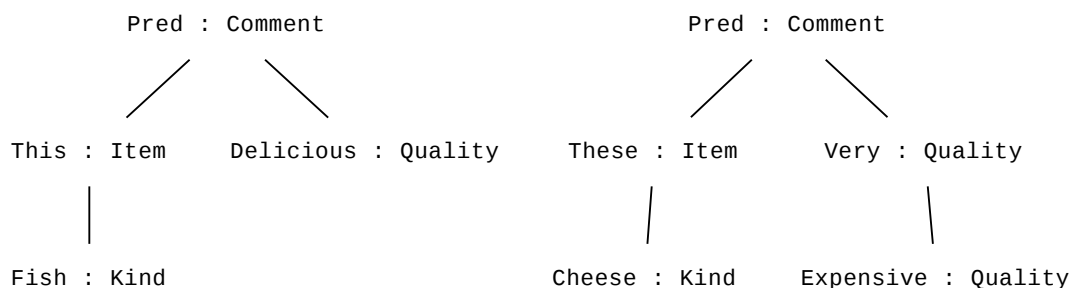 Pred : Comment
Pred : Comment
This : Item
Delicious : Quality
These : Item
Very : Quality
Fish : Kind
Cheese : Kind
Expensive : Quality